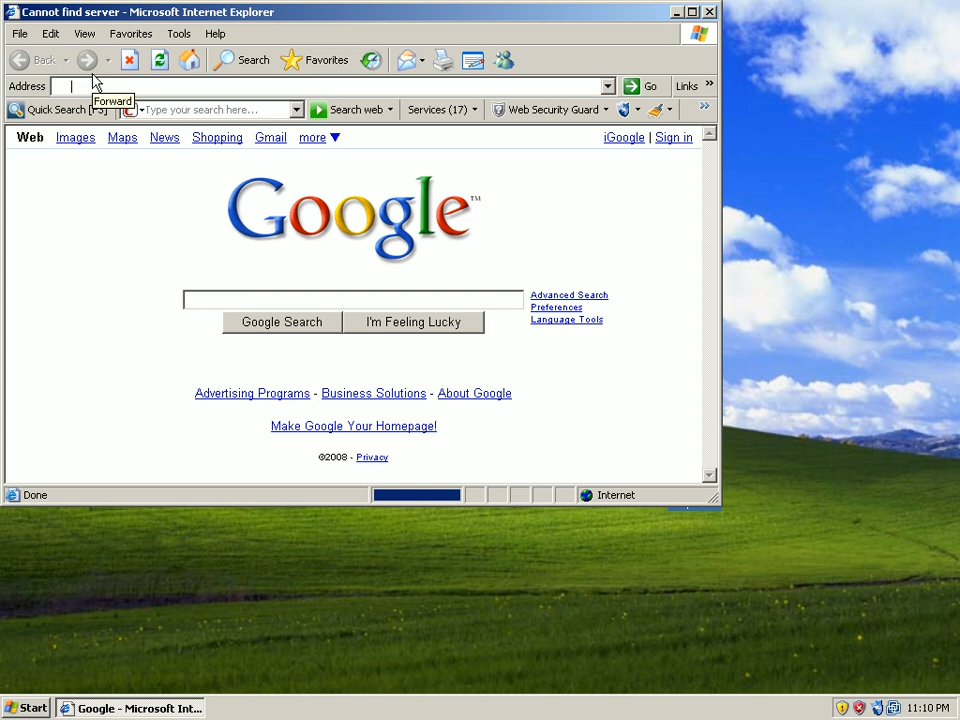 Cannot find server - Microsoft Internet Explorer
File Edit View Favorites Tools Help
Back Search Favorites
Address Go Links »
Forward
Quick Search Type your search here... Search web Services (17) Web Security Guard »
Web Images Maps News Shopping Gmail more ▼ iGoogle | Sign in
Google™
Advanced Search
Preferences
Language Tools
Google Search I'm Feeling Lucky
Advertising Programs - Business Solutions - About Google
Make Google Your Homepage!
©2008 - Privacy
Done Internet
Start Google - Microsoft Int... 11:10 PM